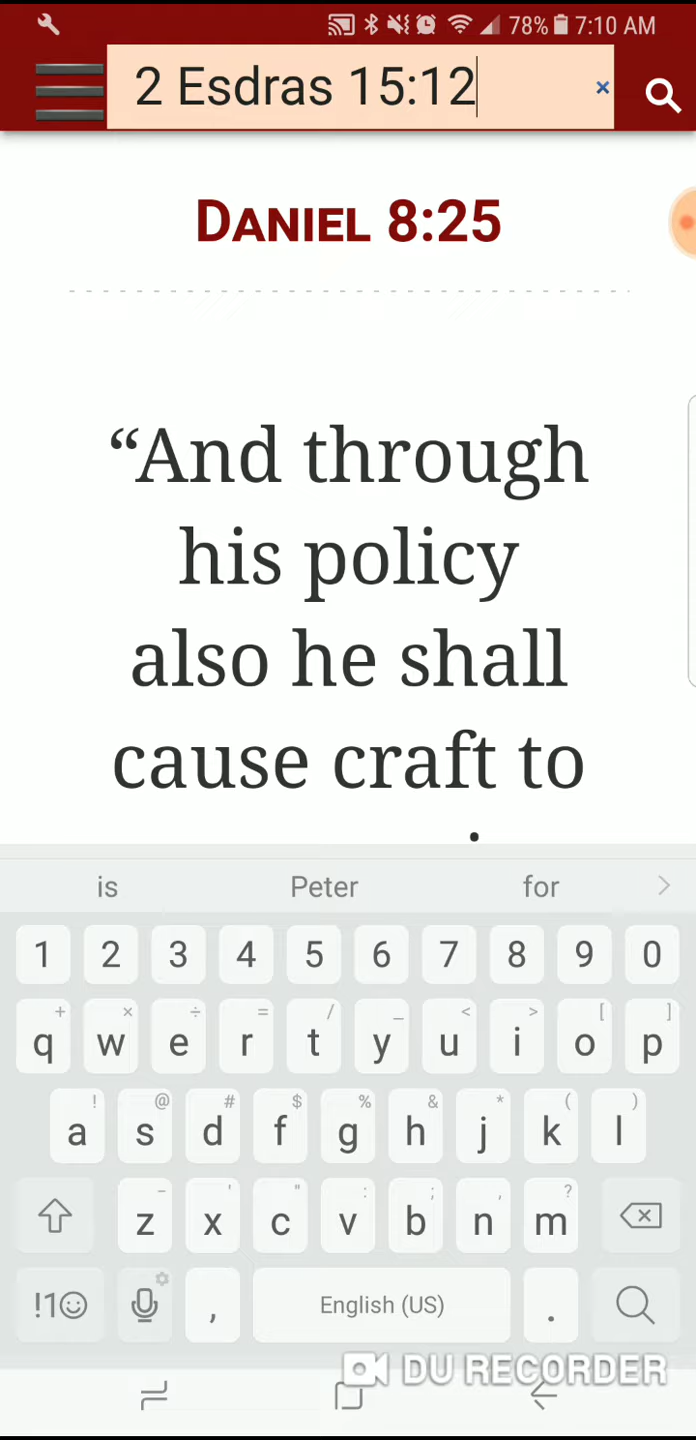 78% 7:10 AM
2 Esdras 15:12 ×
DANIEL 8:25
“And through
his policy
also he shall
cause craft to
is Peter for >
1 2 3 4 5 6 7 8 9 0
+ × ÷ = / _ < > [ ]
q w e r t y u i o p
! @ # $ % & * ( )
a s d f g h j k l
- ' " : ; , ?
z x c v b n m
!1☺ , English (US) .
DU RECORDER